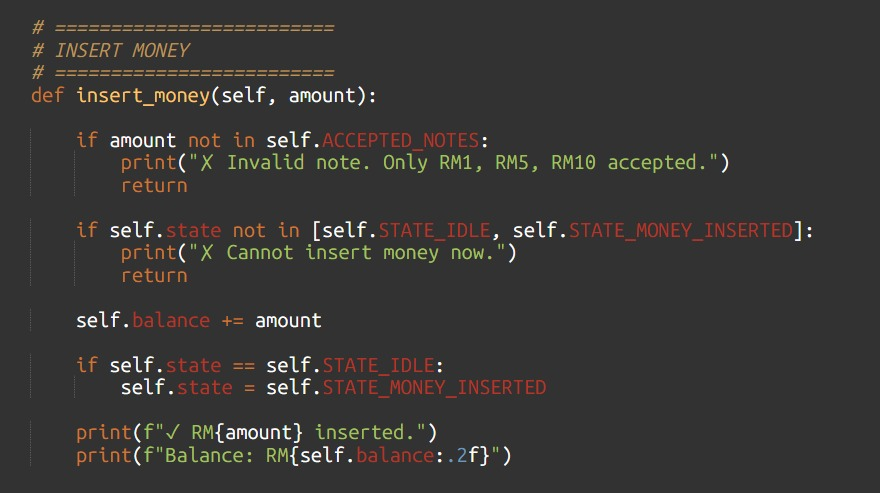 # =========================
# INSERT MONEY
# =========================
def insert_money(self, amount):
if amount not in self.ACCEPTED_NOTES:
print("✗ Invalid note. Only RM1, RM5, RM10 accepted.")
return
if self.state not in [self.STATE_IDLE, self.STATE_MONEY_INSERTED]:
print("✗ Cannot insert money now.")
return
self.balance += amount
if self.state == self.STATE_IDLE:
self.state = self.STATE_MONEY_INSERTED
print(f"✓ RM{amount} inserted.")
print(f"Balance: RM{self.balance:.2f}")